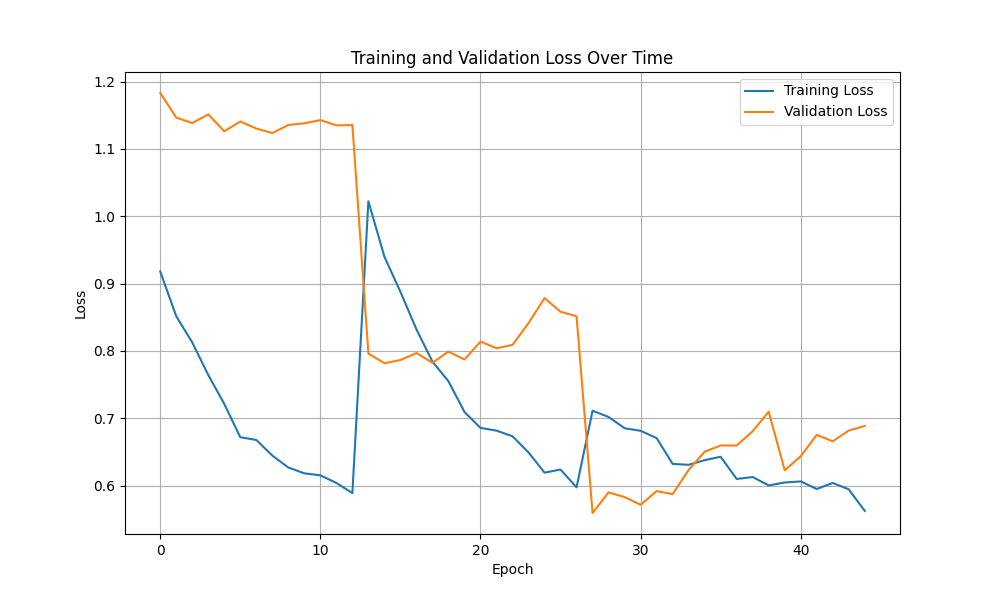 Training and Validation Loss Over Time
Training Loss
Validation Loss
1.2
1.1
1.0
0.9
0.8
0.7
0.6
Loss
0
10
20
30
40
Epoch